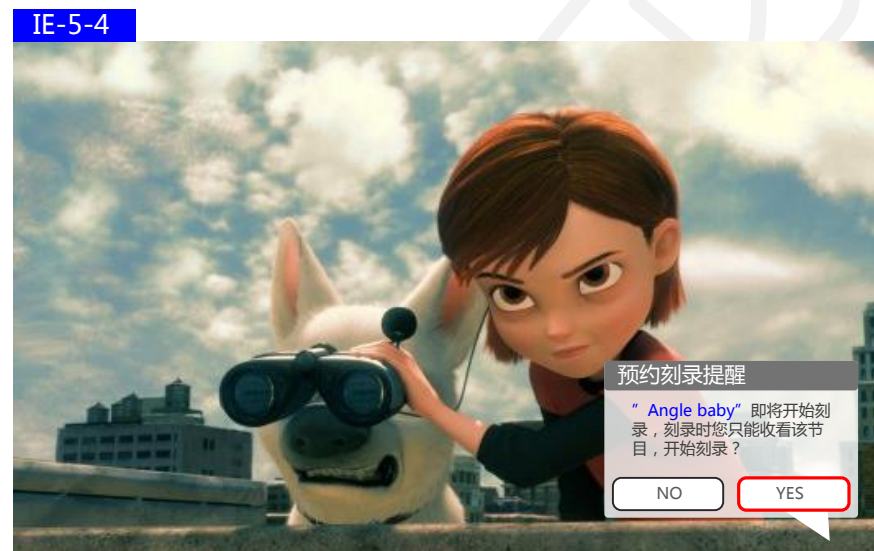 IE-5-4
预约刻录提醒
” Angle baby”即将开始刻
录，刻录时您只能收看该节
目，开始刻录？
NO
YES